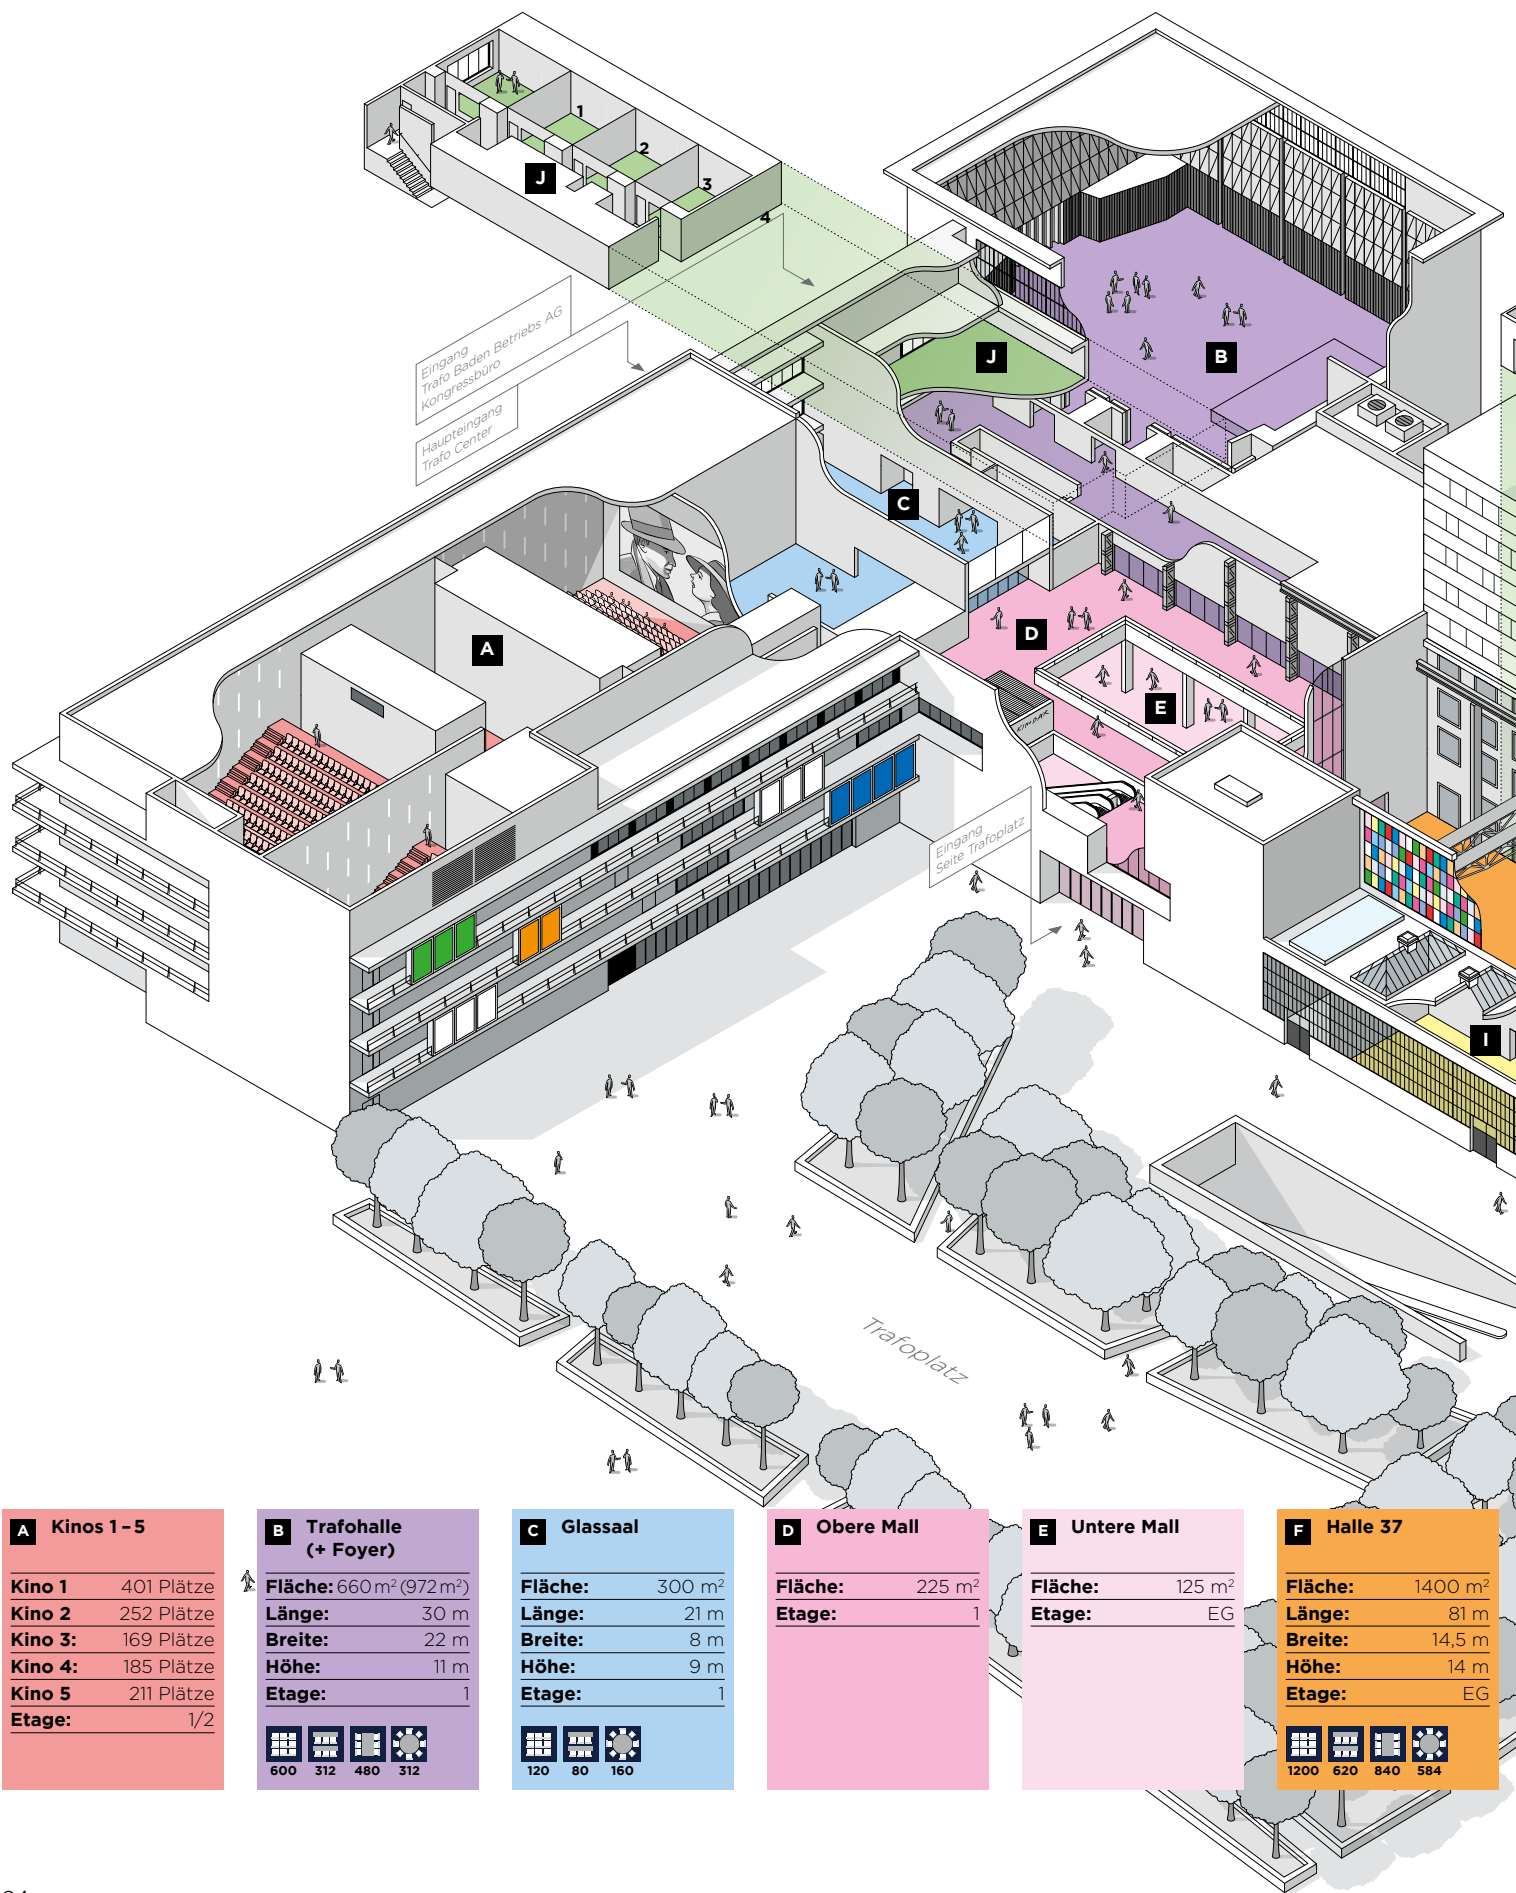 1
2
J
3
4
Eingang
Trafo Baden Betriebs AG
Kongressbüro
Haupteingang
Trafo Center
J
B
C
A
D
E
KINBAR
Eingang
Seite Trafoplatz
I
Trafoplatz
A Kinos 1–5
Kino 1 401 Plätze
Kino 2 252 Plätze
Kino 3: 169 Plätze
Kino 4: 185 Plätze
Kino 5 211 Plätze
Etage: 1/2
B Trafohalle
(+ Foyer)
Fläche: 660 m² (972 m²)
Länge: 30 m
Breite: 22 m
Höhe: 11 m
Etage: 1
600 312 480 312
C Glassaal
Fläche: 300 m²
Länge: 21 m
Breite: 8 m
Höhe: 9 m
Etage: 1
120 80 160
D Obere Mall
Fläche: 225 m²
Etage: 1
E Untere Mall
Fläche: 125 m²
Etage: EG
F Halle 37
Fläche: 1400 m²
Länge: 81 m
Breite: 14,5 m
Höhe: 14 m
Etage: EG
1200 620 840 584